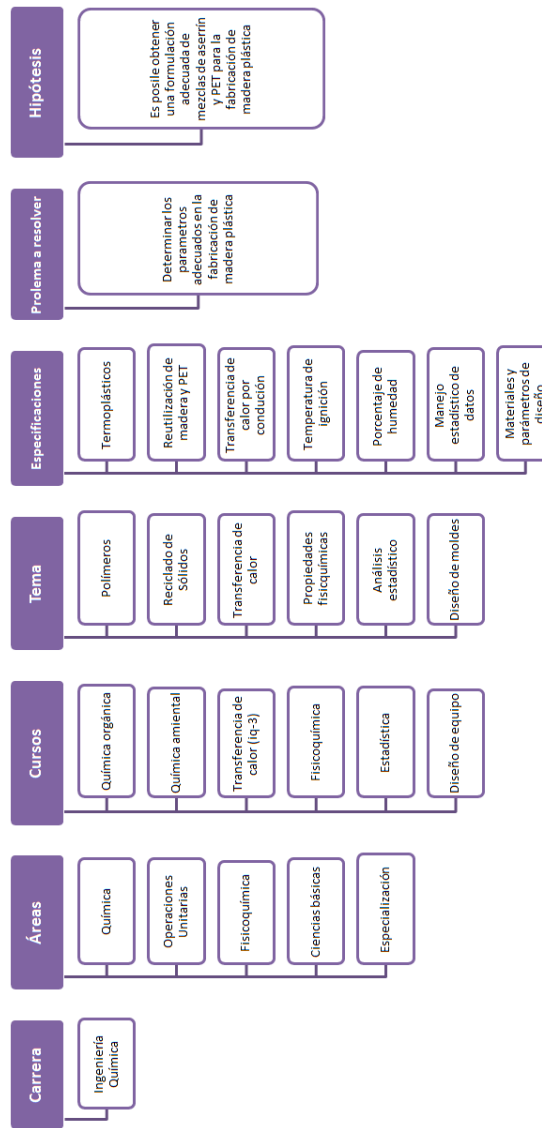 Carrera
Ingeniería
Química
Áreas
Química
Operaciones
Unitarias
Fisicoquímica
Ciencias básicas
Especialización
Cursos
Química orgánica
Química amiental
Transferencia de
calor (iq-3)
Fisicoquímica
Estadística
Diseño de equipo
Tema
Polímeros
Reciclado de
Sólidos
Transferencia de
calor
Propiedades
fisicquímicas
Análisis
estadístico
Diseño de moldes
Especificaciones
Termoplásticos
Reutilización de
madera y PET
Transferencia de
calor por
condución
Temperatura de
ignición
Porcentaje de
humedad
Manejo
estadístico de
datos
Materiales y
parámetros de
diseño
Prolema a resolver
Determinar los
parametros
adecuados en la
fabricación de
madera plástica
Hipótesis
Es posile obtener
una formulación
adecuada de
mezclas de aserrín
y PET para la
fabricación de
madera plástica